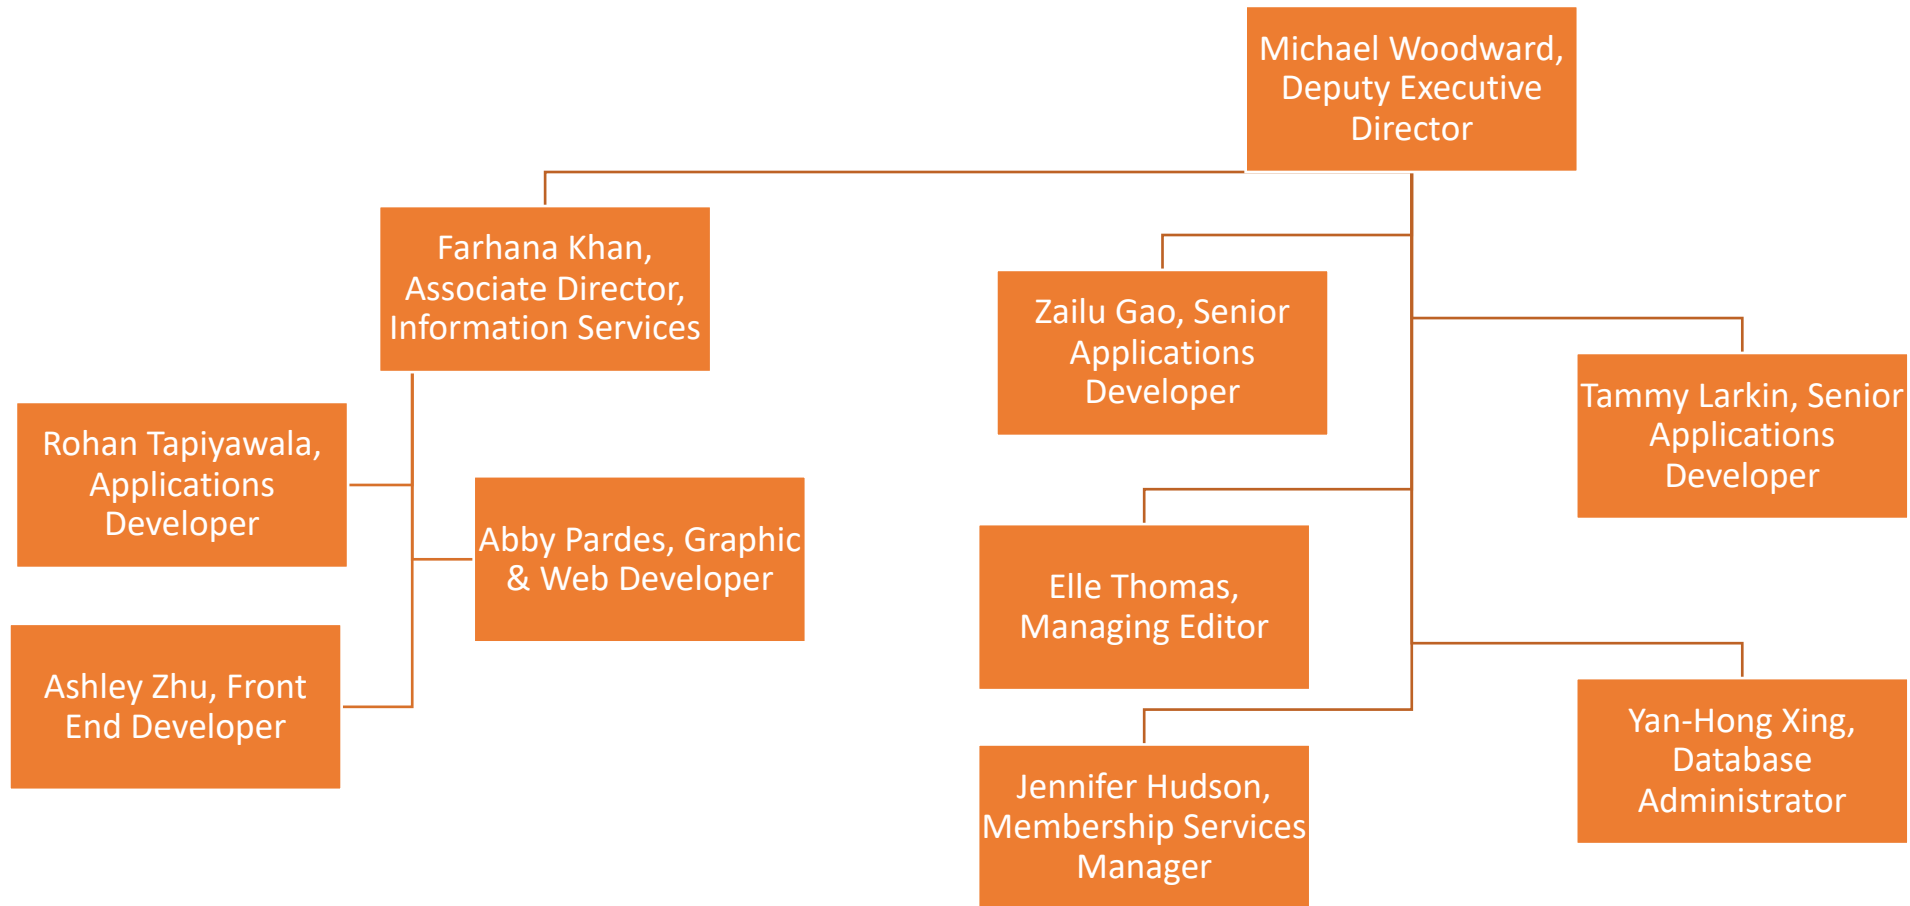 Michael Woodward,
Deputy Executive
Director
Farhana Khan,
Associate Director,
Information Services
Zailu Gao, Senior
Applications
Developer
Tammy Larkin, Senior
Applications
Developer
Rohan Tapiyawala,
Applications
Developer
Abby Pardes, Graphic
& Web Developer
Elle Thomas,
Managing Editor
Ashley Zhu, Front
End Developer
Yan-Hong Xing,
Database
Administrator
Jennifer Hudson,
Membership Services
Manager